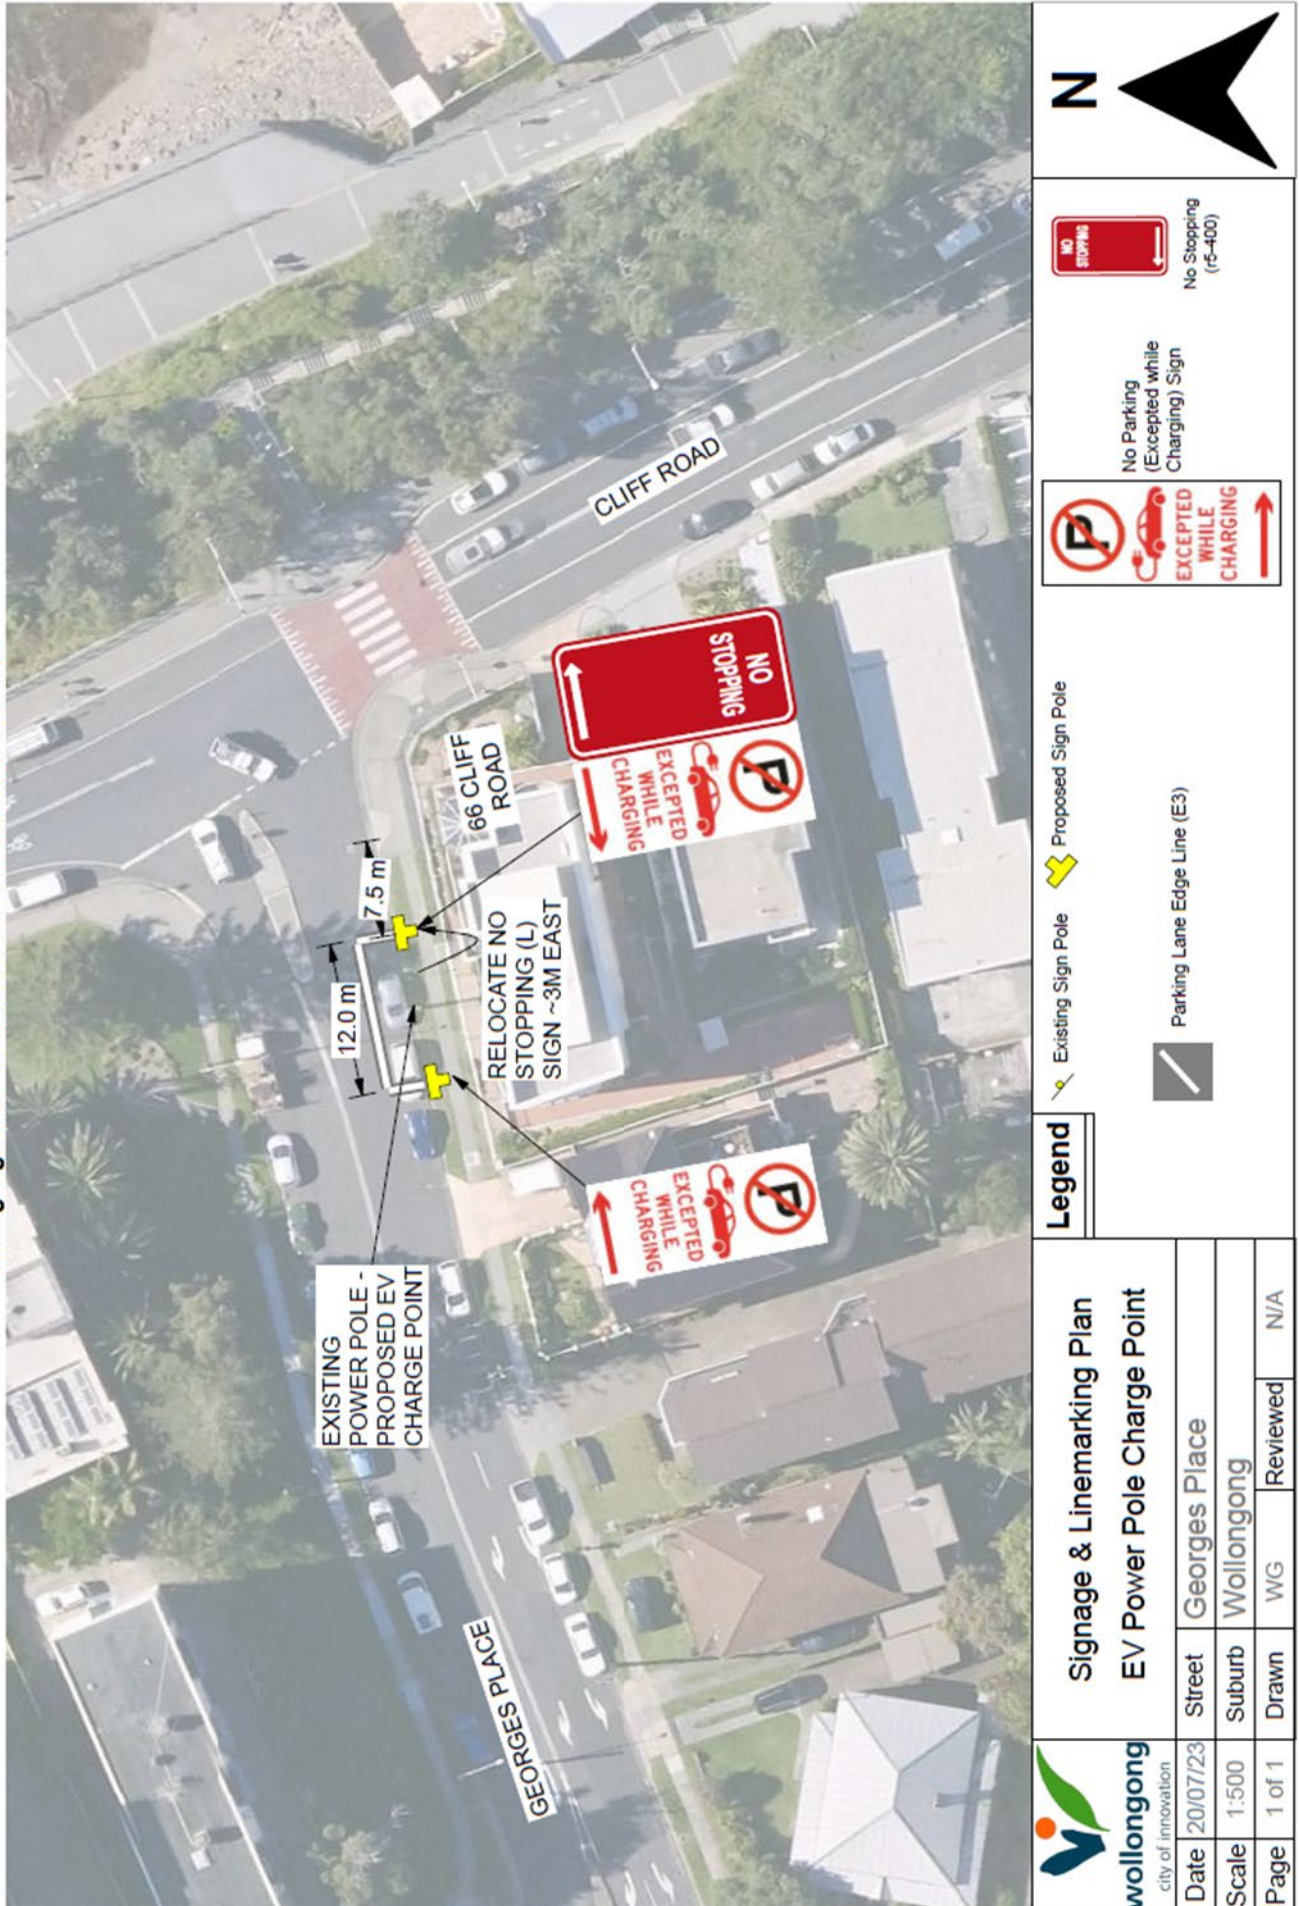 CLIFF ROAD
66 CLIFF
ROAD
7.5 m
12.0 m
RELOCATE NO
STOPPING (L)
SIGN ~3M EAST
EXISTING
POWER POLE -
PROPOSED EV
CHARGE POINT
GEORGES PLACE
NO
STOPPING
P
EXCEPTED
WHILE
CHARGING
P
EXCEPTED
WHILE
CHARGING
wollongong
city of innovation
Signage & Linemarking Plan
EV Power Pole Charge Point
Date 20/07/23 Street Georges Place
Scale 1:500 Suburb Wollongong
Page 1 of 1 Drawn WG Reviewed N/A
Legend
Existing Sign Pole
Proposed Sign Pole
Parking Lane Edge Line (E3)
P
EXCEPTED
WHILE
CHARGING
No Parking
(Excepted while
Charging) Sign
NO
STOPPING
No Stopping
(r5-400)
N